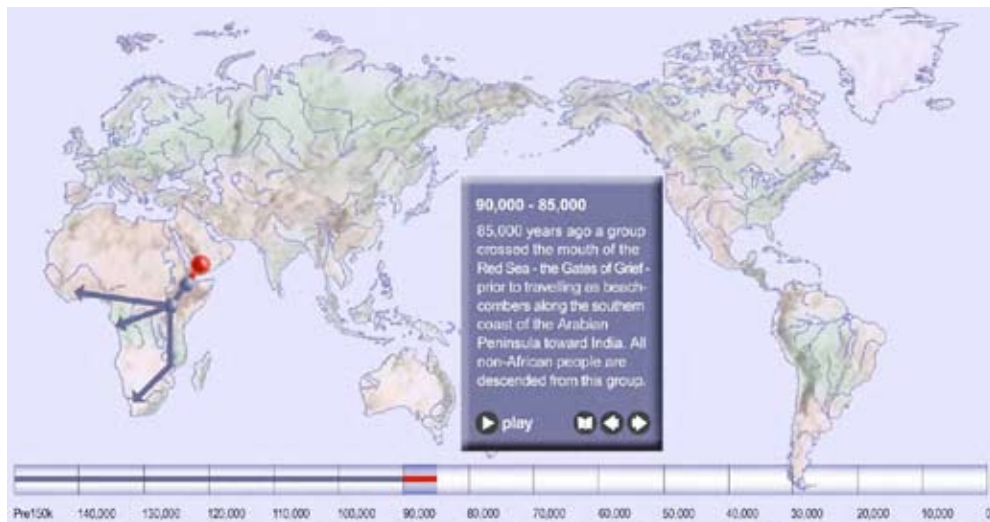 90,000 - 85,000
85,000 years ago a group
crossed the mouth of the
Red Sea - the Gates of Grief -
prior to travelling as beach-
combers along the southern
coast of the Arabian
Peninsula toward India. All
non-African people are
descended from this group.
play
Pre150k 140,000 130,000 120,000 110,000 100,000 90,000 80,000 70,000 60,000 50,000 40,000 30,000 20,000 10,000 0